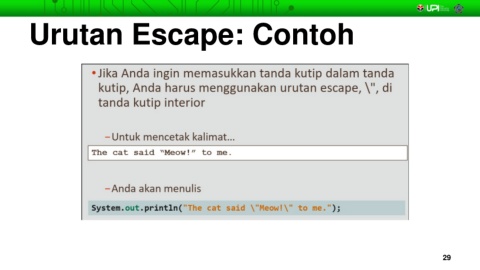 UPI
Urutan Escape: Contoh
•Jika Anda ingin memasukkan tanda kutip dalam tanda
kutip, Anda harus menggunakan urutan escape, \", di
tanda kutip interior
–Untuk mencetak kalimat...
The cat said “Meow!” to me.
–Anda akan menulis
System.out.println("The cat said \"Meow!\" to me.");
29